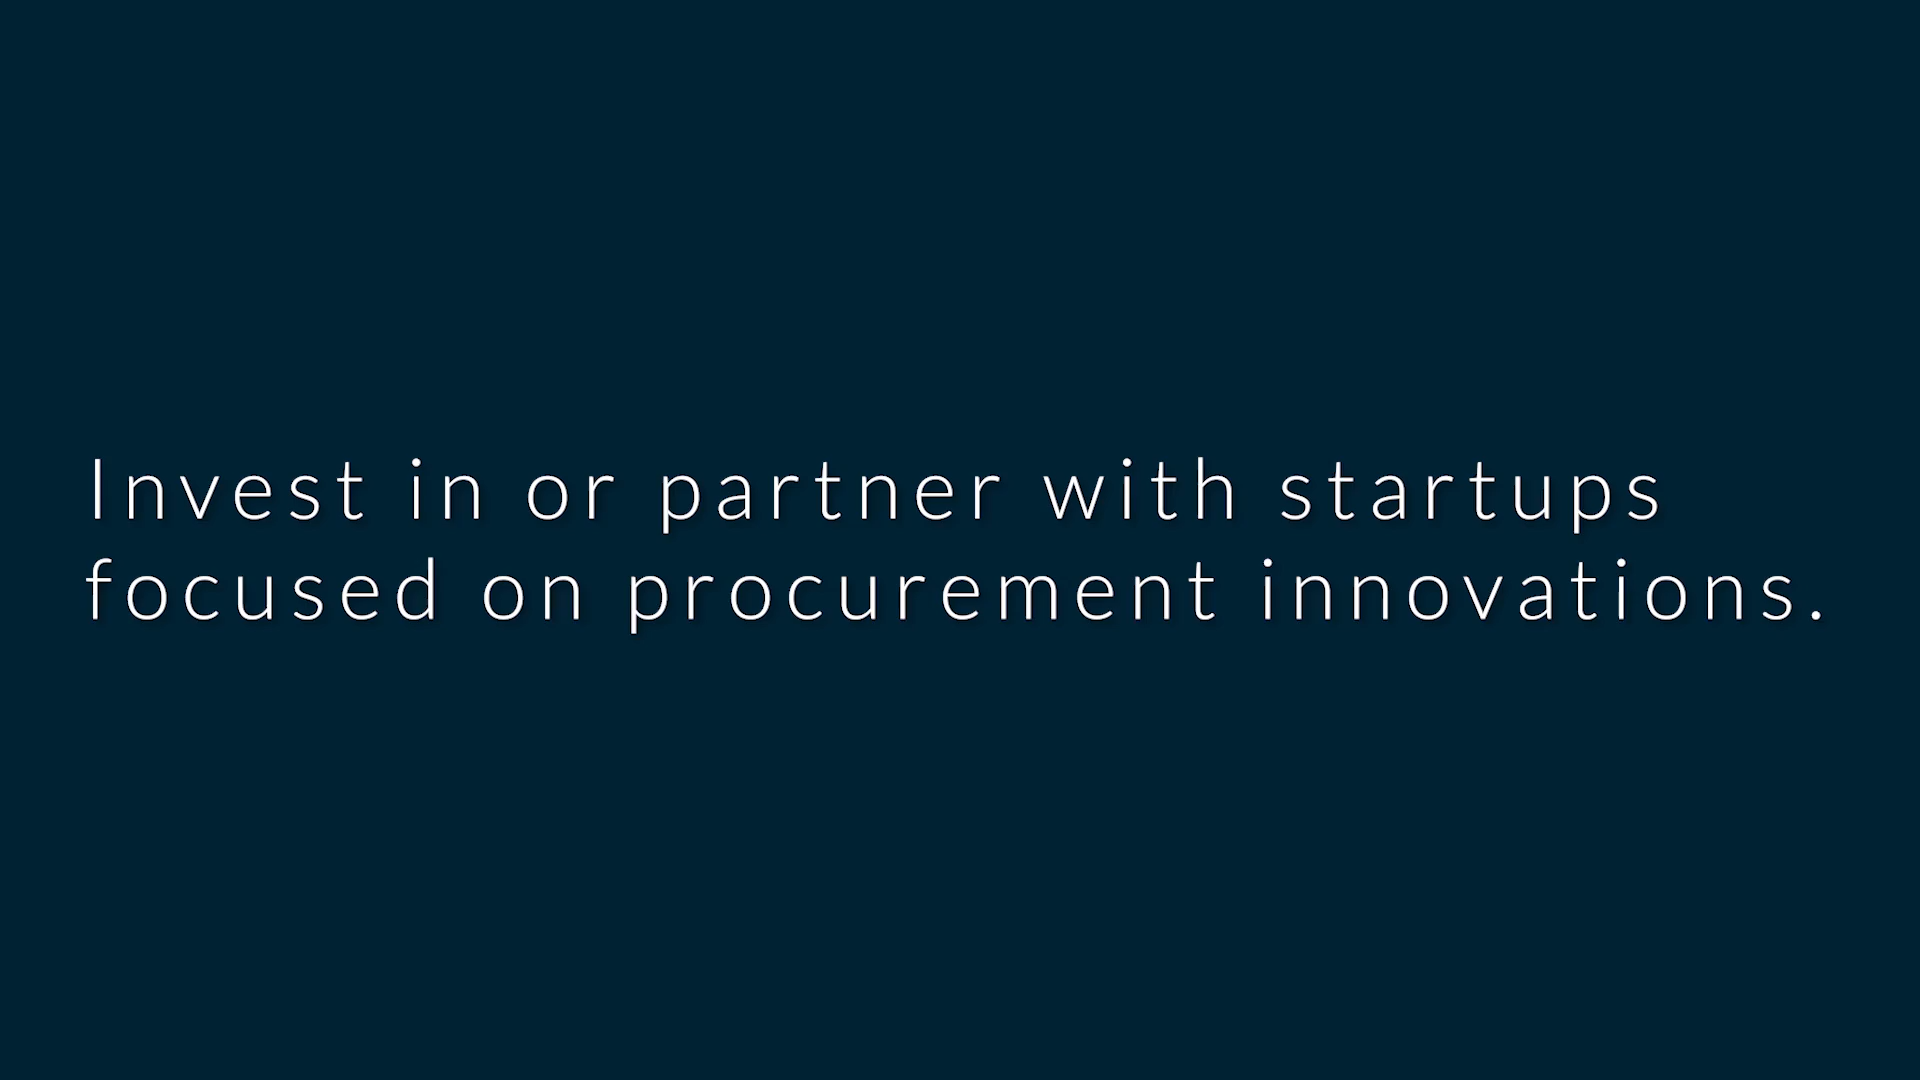 Invest in or partner with startups
focused on procurement innovations.